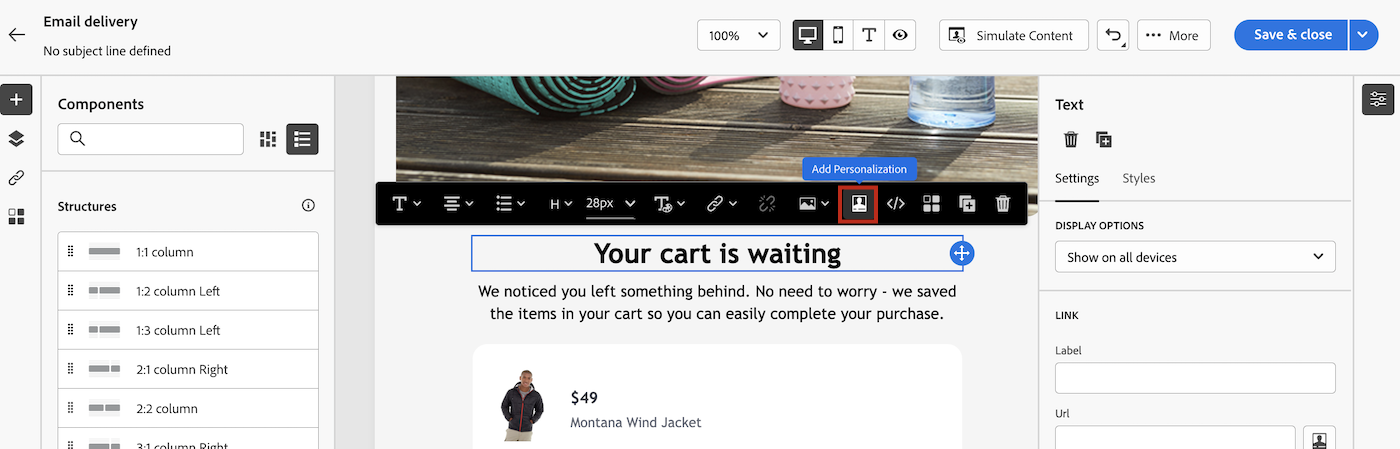 Email delivery
No subject line defined
100%
T
Simulate Content
More
Save & close
Components
Structures
1:1 column
1:2 column Left
1:3 column Left
2:1 column Right
2:2 column
3:1 column Right
Add Personalization
T
H
28px
T
</>
Your cart is waiting
We noticed you left something behind. No need to worry - we saved
the items in your cart so you can easily complete your purchase.
$49
Montana Wind Jacket
Text
Settings Styles
DISPLAY OPTIONS
Show on all devices
LINK
Label
Url